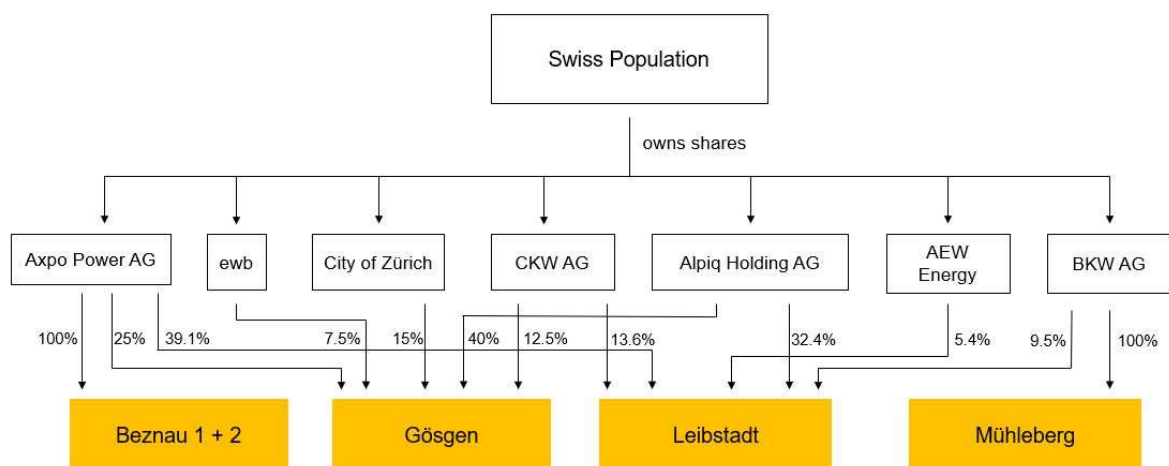 Swiss Population
owns shares
Axpo Power AG
ewb
City of Zürich
CKW AG
Alpiq Holding AG
AEW
Energy
BKW AG
100%
25%
39.1%
7.5%
15%
40%
12.5%
13.6%
32.4%
5.4%
9.5%
100%
Beznau 1 + 2
Gösgen
Leibstadt
Mühleberg